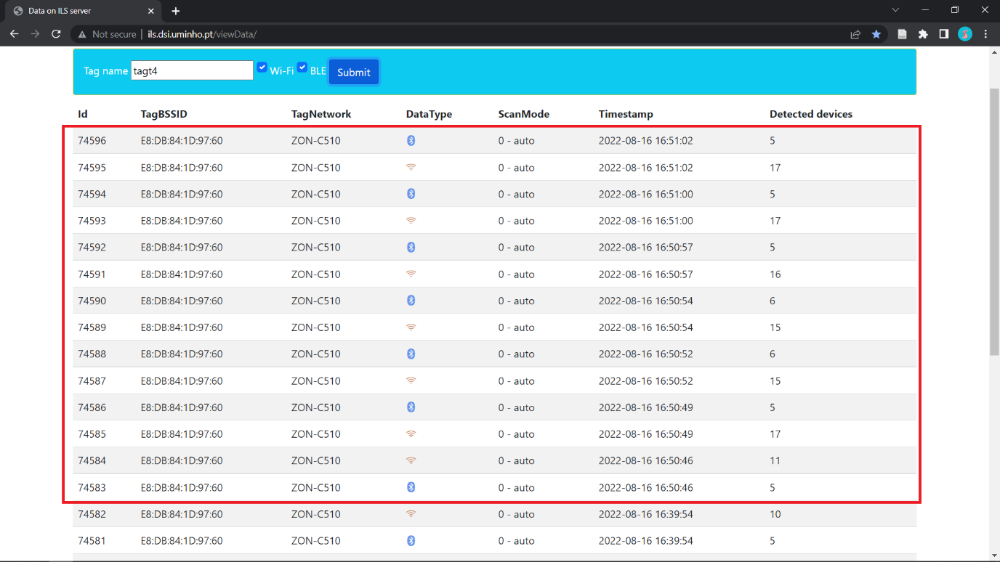 Data on ILS server
Not secure | ils.dsi.uminho.pt/viewData/
Tag name tagt4 Wi-Fi BLE Submit
Id TagBSSID TagNetwork DataType ScanMode Timestamp Detected devices
74596 E8:DB:84:1D:97:60 ZON-C510 0 - auto 2022-08-16 16:51:02 5
74595 E8:DB:84:1D:97:60 ZON-C510 0 - auto 2022-08-16 16:51:02 17
74594 E8:DB:84:1D:97:60 ZON-C510 0 - auto 2022-08-16 16:51:00 5
74593 E8:DB:84:1D:97:60 ZON-C510 0 - auto 2022-08-16 16:51:00 17
74592 E8:DB:84:1D:97:60 ZON-C510 0 - auto 2022-08-16 16:50:57 5
74591 E8:DB:84:1D:97:60 ZON-C510 0 - auto 2022-08-16 16:50:57 16
74590 E8:DB:84:1D:97:60 ZON-C510 0 - auto 2022-08-16 16:50:54 6
74589 E8:DB:84:1D:97:60 ZON-C510 0 - auto 2022-08-16 16:50:54 15
74588 E8:DB:84:1D:97:60 ZON-C510 0 - auto 2022-08-16 16:50:52 6
74587 E8:DB:84:1D:97:60 ZON-C510 0 - auto 2022-08-16 16:50:52 15
74586 E8:DB:84:1D:97:60 ZON-C510 0 - auto 2022-08-16 16:50:49 5
74585 E8:DB:84:1D:97:60 ZON-C510 0 - auto 2022-08-16 16:50:49 17
74584 E8:DB:84:1D:97:60 ZON-C510 0 - auto 2022-08-16 16:50:46 11
74583 E8:DB:84:1D:97:60 ZON-C510 0 - auto 2022-08-16 16:50:46 5
74582 E8:DB:84:1D:97:60 ZON-C510 0 - auto 2022-08-16 16:39:54 10
74581 E8:DB:84:1D:97:60 ZON-C510 0 - auto 2022-08-16 16:39:54 5